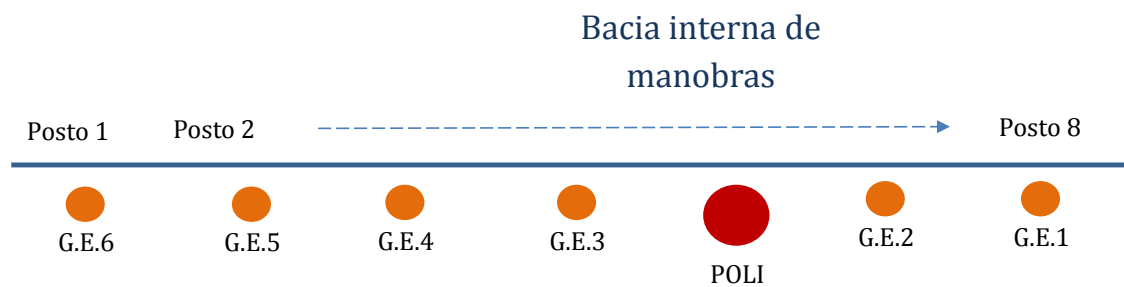 Bacia interna de
manobras
Posto 1
Posto 2
Posto 8
G.E.6
G.E.5
G.E.4
G.E.3
POLI
G.E.2
G.E.1